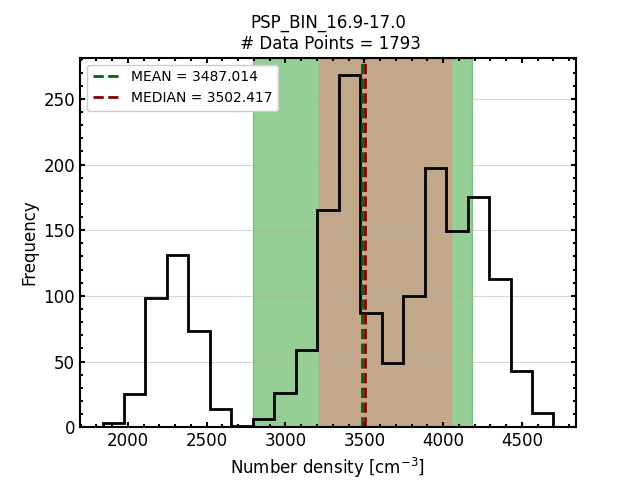 PSP_BIN_16.9-17.0
# Data Points = 1793
MEAN = 3487.014
MEDIAN = 3502.417
Frequency
250
200
150
100
50
0
2000 2500 3000 3500 4000 4500
Number density [cm⁻³]